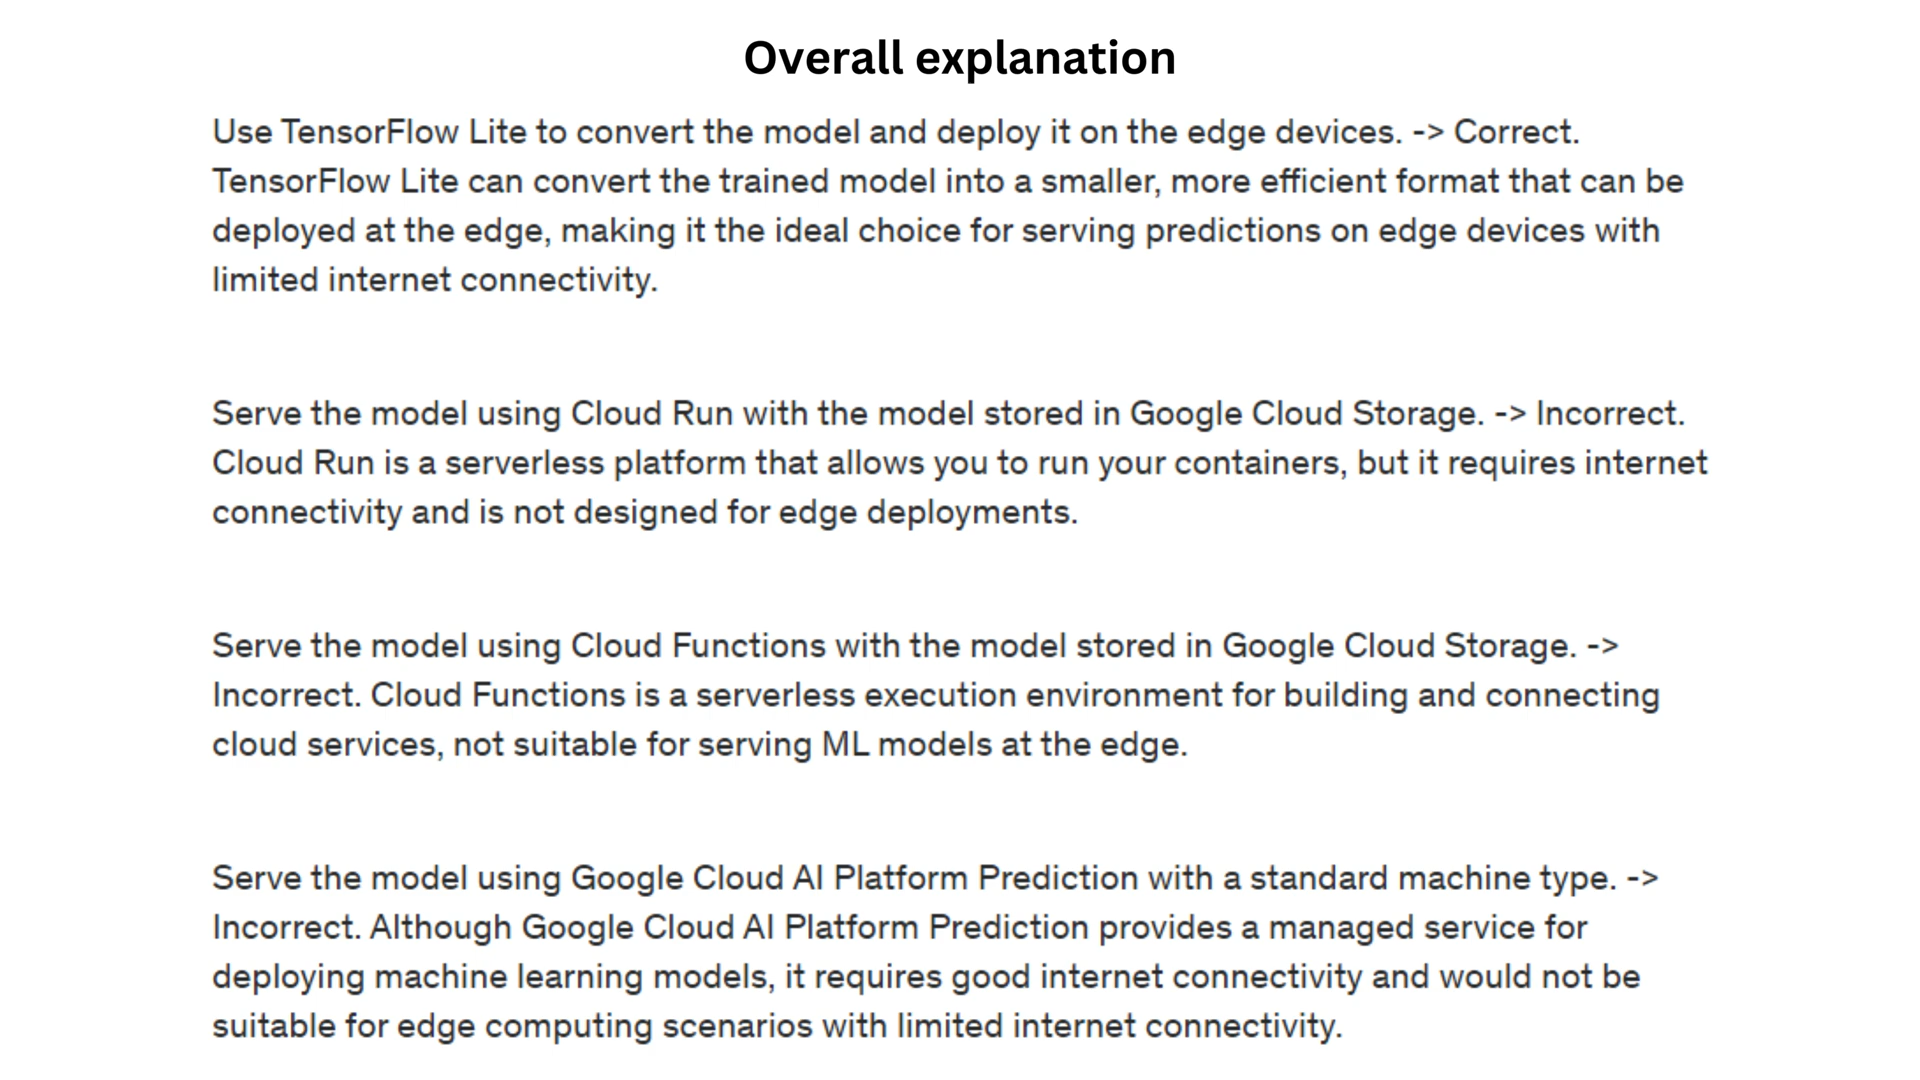 Overall explanation
Use TensorFlow Lite to convert the model and deploy it on the edge devices. -> Correct.
TensorFlow Lite can convert the trained model into a smaller, more efficient format that can be
deployed at the edge, making it the ideal choice for serving predictions on edge devices with
limited internet connectivity.
Serve the model using Cloud Run with the model stored in Google Cloud Storage. -> Incorrect.
Cloud Run is a serverless platform that allows you to run your containers, but it requires internet
connectivity and is not designed for edge deployments.
Serve the model using Cloud Functions with the model stored in Google Cloud Storage. ->
Incorrect. Cloud Functions is a serverless execution environment for building and connecting
cloud services, not suitable for serving ML models at the edge.
Serve the model using Google Cloud AI Platform Prediction with a standard machine type. ->
Incorrect. Although Google Cloud AI Platform Prediction provides a managed service for
deploying machine learning models, it requires good internet connectivity and would not be
suitable for edge computing scenarios with limited internet connectivity.